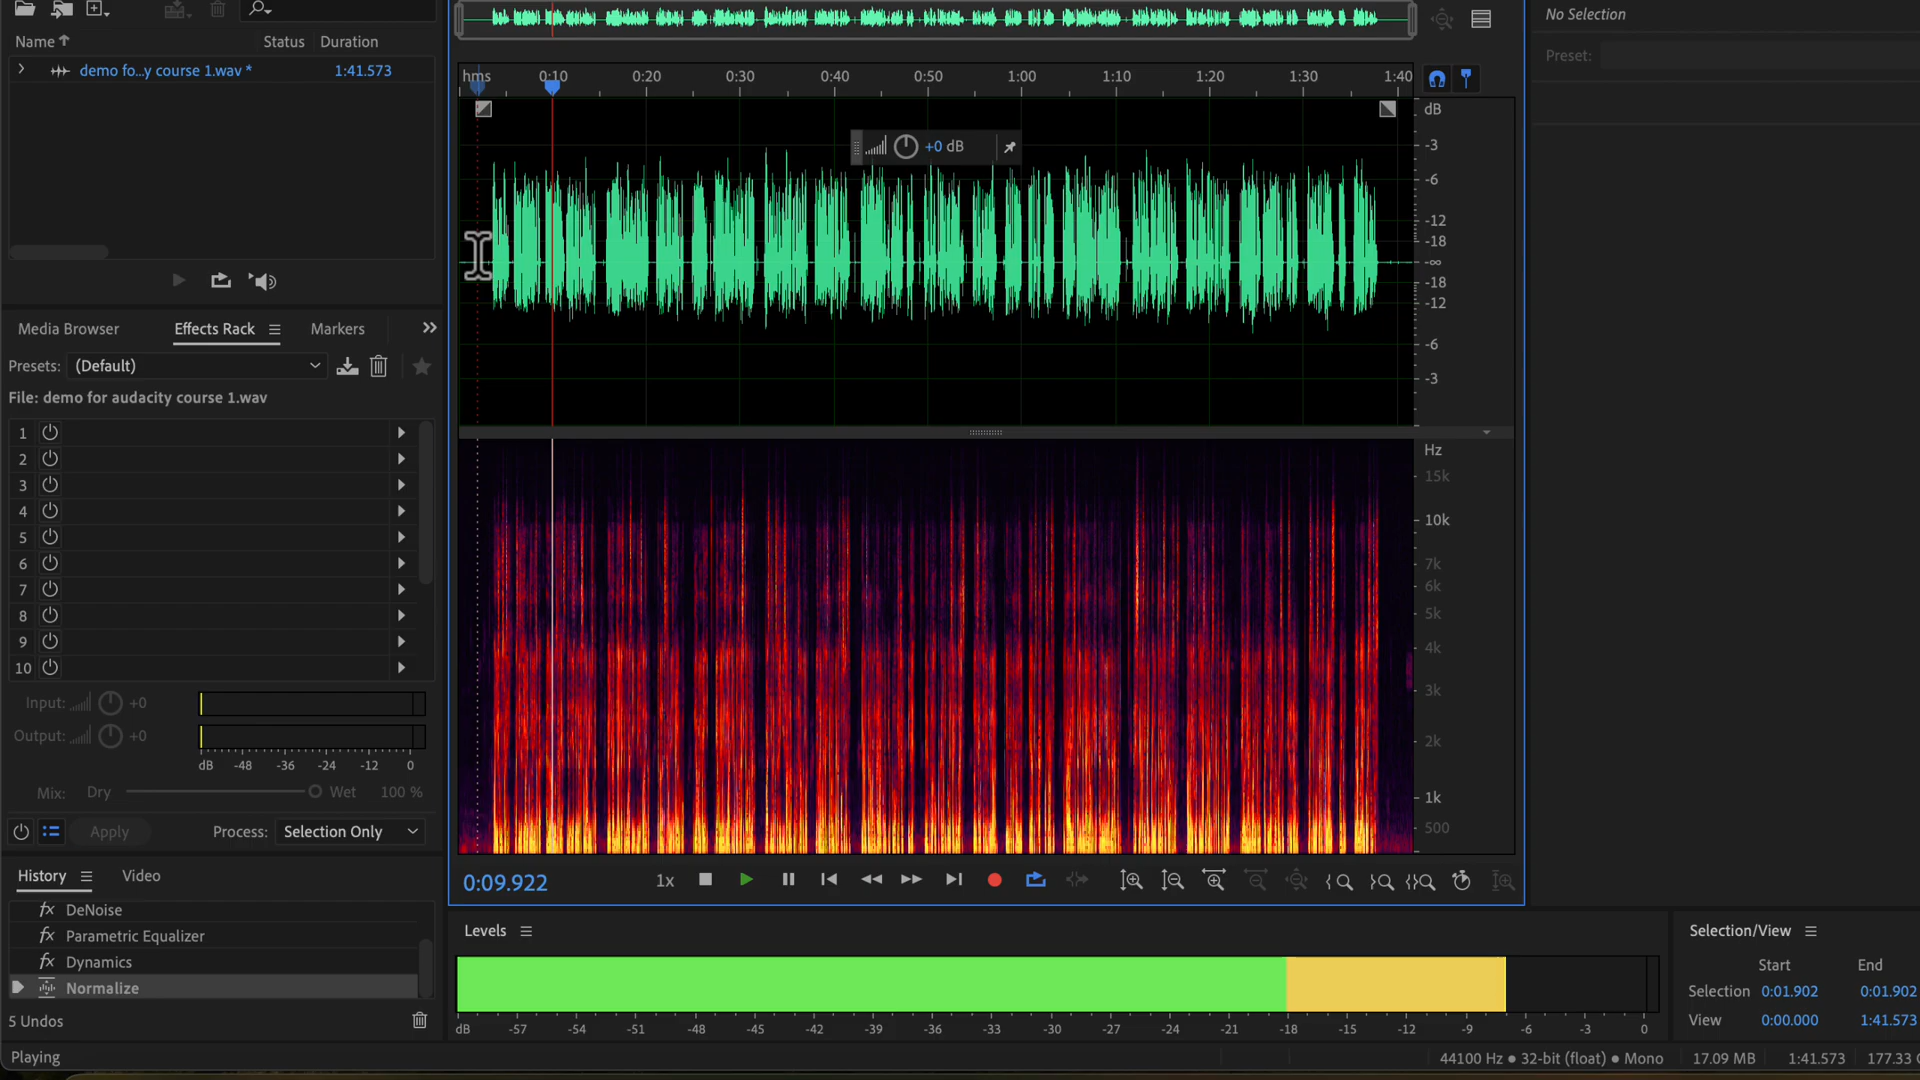 Name Status Duration
demo fo...y course 1.wav * 1:41.573
Media Browser Effects Rack Markers
Presets: (Default)
File: demo for audacity course 1.wav
1
2
3
4
5
6
7
8
9
10
Input: +0
Output: +0
dB -48 -36 -24 -12 0
Mix: Dry Wet 100 %
Apply Process: Selection Only
History Video
fx DeNoise
fx Parametric Equalizer
fx Dynamics
Normalize
5 Undos
Playing
hms 0:10 0:20 0:30 0:40 0:50 1:00 1:10 1:20 1:30 1:40
+0 dB
dB
-3
-6
-12
-18
-∞
-18
-12
-6
-3
Hz
15k
10k
7k
6k
5k
4k
3k
2k
1k
500
0:09.922 1x
Levels
dB -57 -54 -51 -48 -45 -42 -39 -36 -33 -30 -27 -24 -21 -18 -15 -12 -9 -6 -3 0
No Selection
Preset:
Selection/View
Start End
Selection 0:01.902 0:01.902
View 0:00.000 1:41.573
44100 Hz • 32-bit (float) • Mono 17.09 MB 1:41.573 177.33